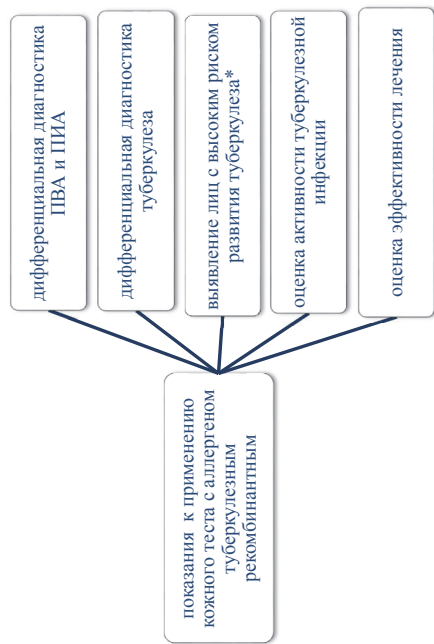 показания к применению
кожного теста с аллергеном
туберкулезным
рекомбинантным
дифференциальная диагностика
ПВА и ПИА
дифференциальная диагностика
туберкулеза
выявление лиц с высоким риском
развития туберкулеза*
оценка активности туберкулезной
инфекции
оценка эффективности лечения